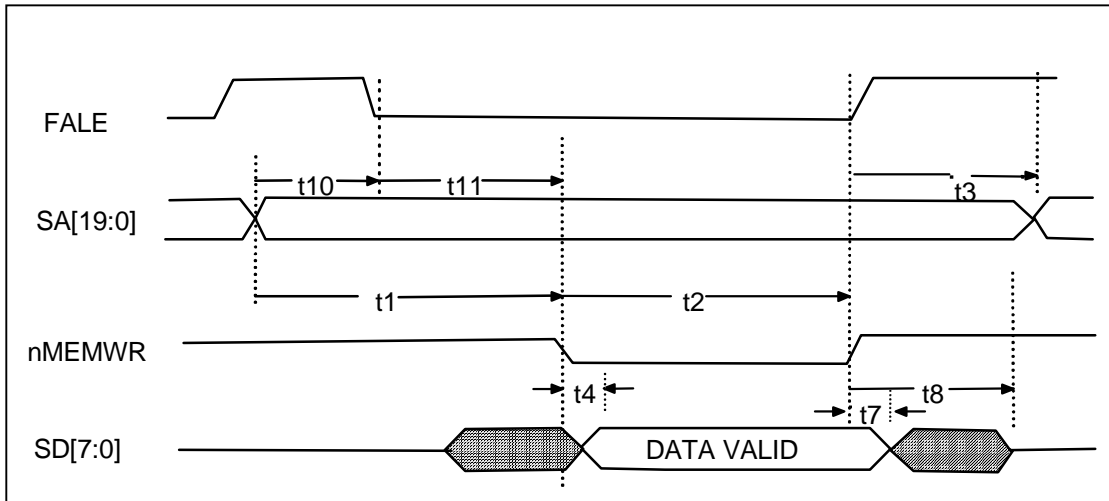 FALE
t10
t11
t3
SA[19:0]
t1
t2
nMEMWR
t4
t8
t7
SD[7:0]
DATA VALID